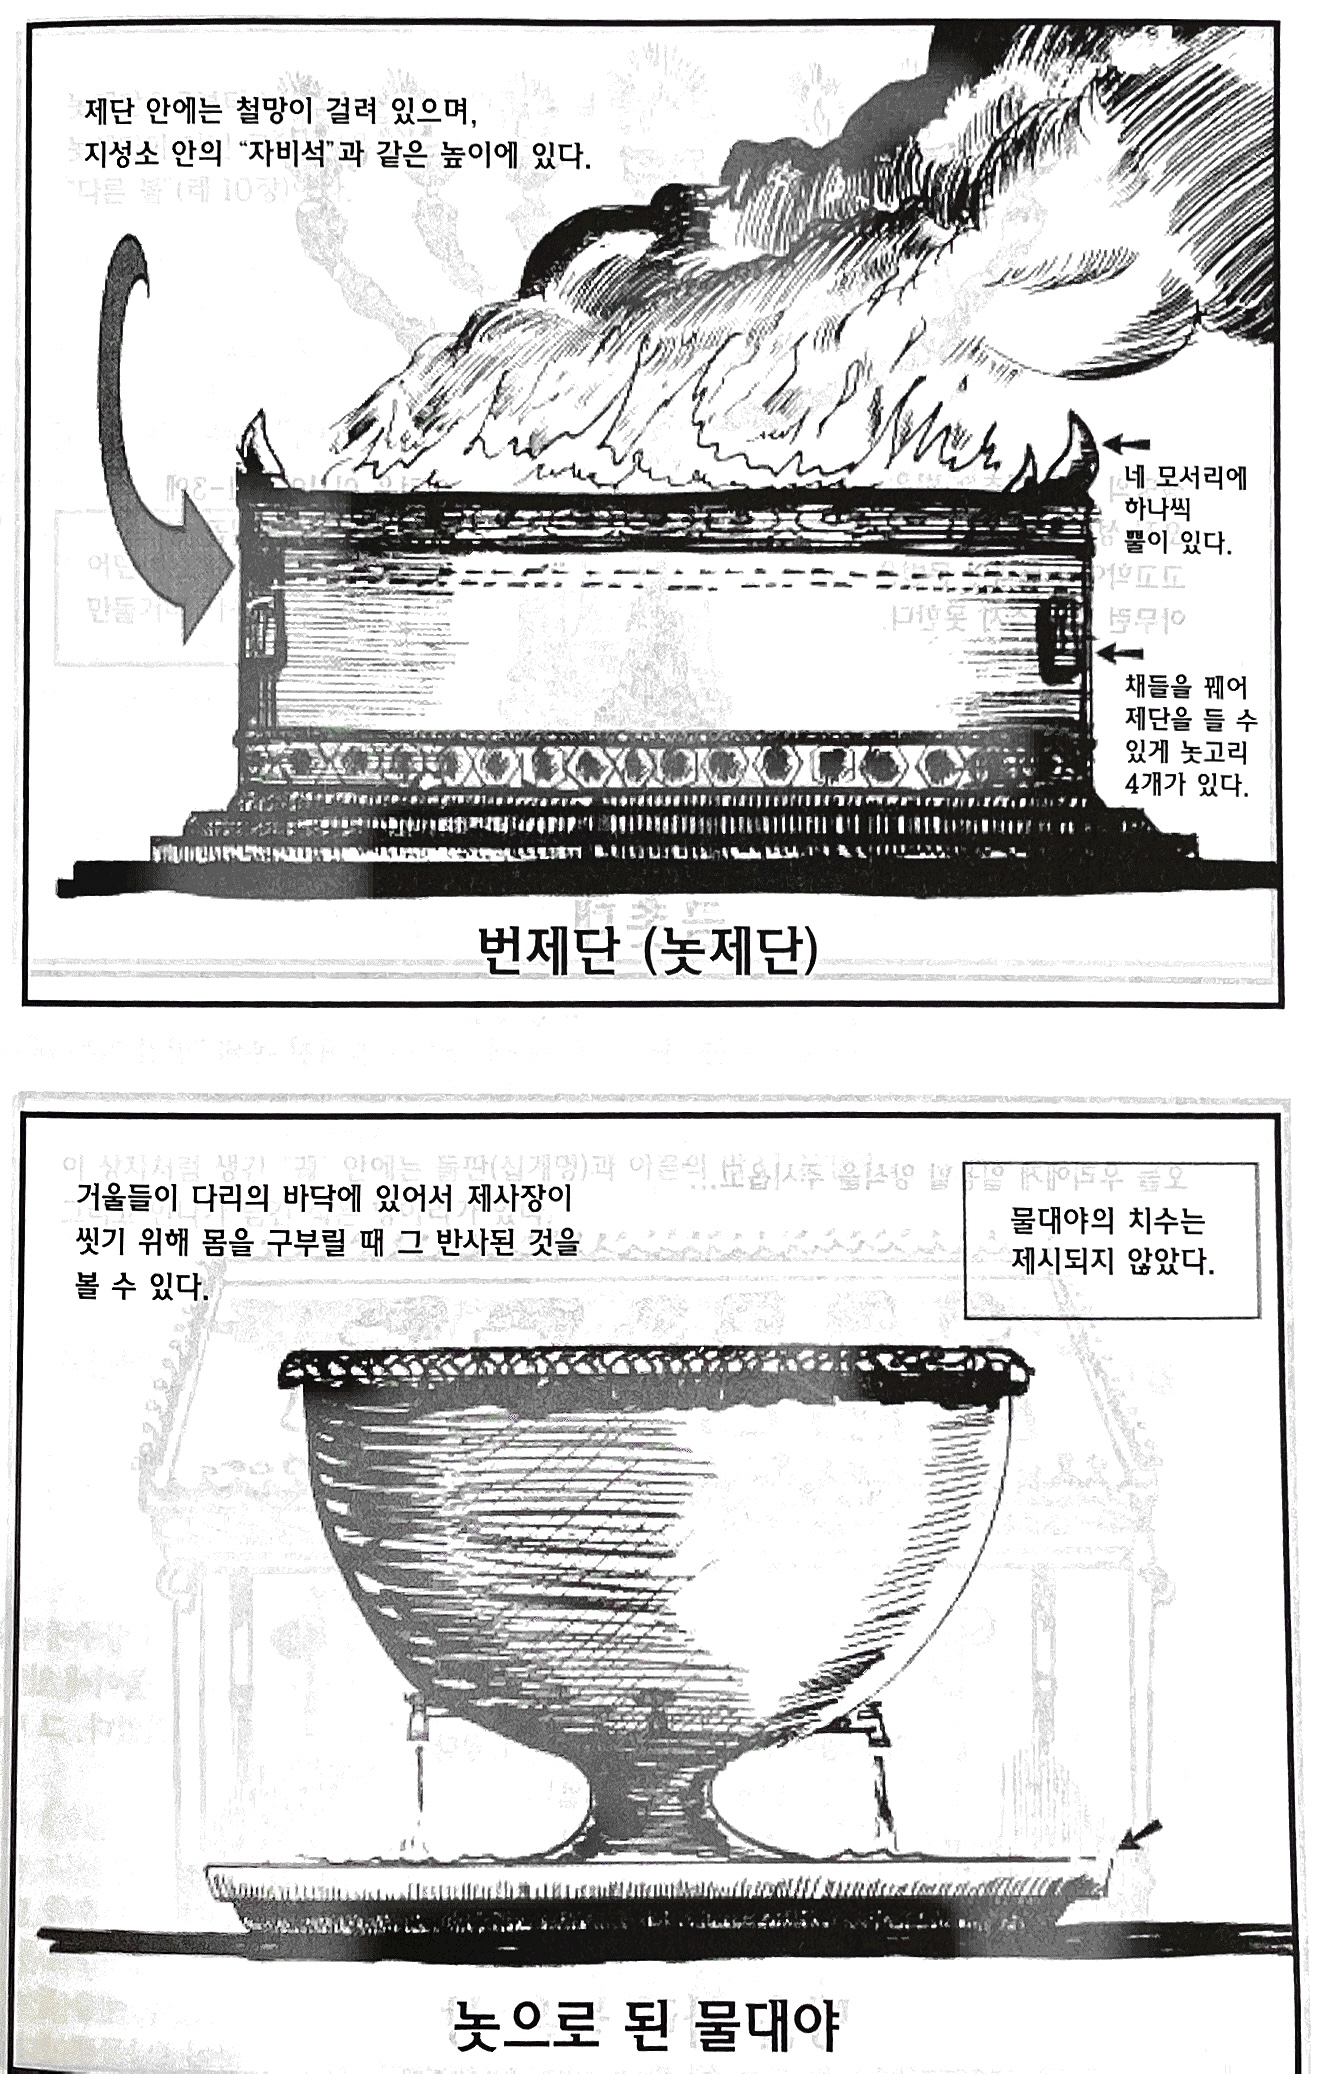 제단 안에는 철망이 걸려 있으며,
지성소 안의 “자비석”과 같은 높이에 있다.
네 모서리에
하나씩
뿔이 있다.
채들을 꿰어
제단을 들 수
있게 놋고리
4개가 있다.
번제단 (놋제단)
거울들이 다리의 바닥에 있어서 제사장이
씻기 위해 몸을 구부릴 때 그 반사된 것을
볼 수 있다.
물대야의 치수는
제시되지 않았다.
놋으로 된 물대야